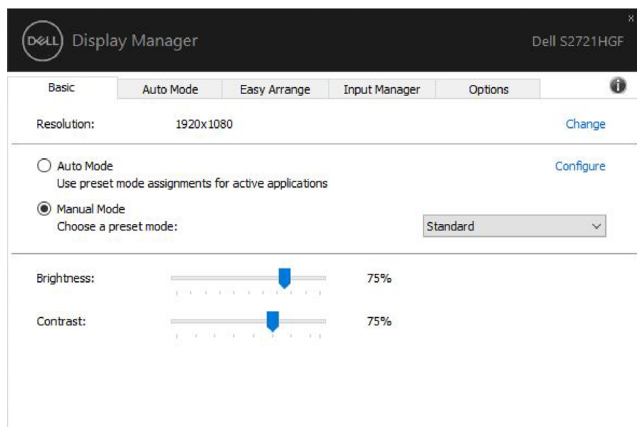 DELL Display Manager Dell S2721HGF
Basic Auto Mode Easy Arrange Input Manager Options
Resolution: 1920x1080 Change
Auto Mode Configure
Use preset mode assignments for active applications
Manual Mode
Choose a preset mode: Standard
Brightness: 75%
Contrast: 75%